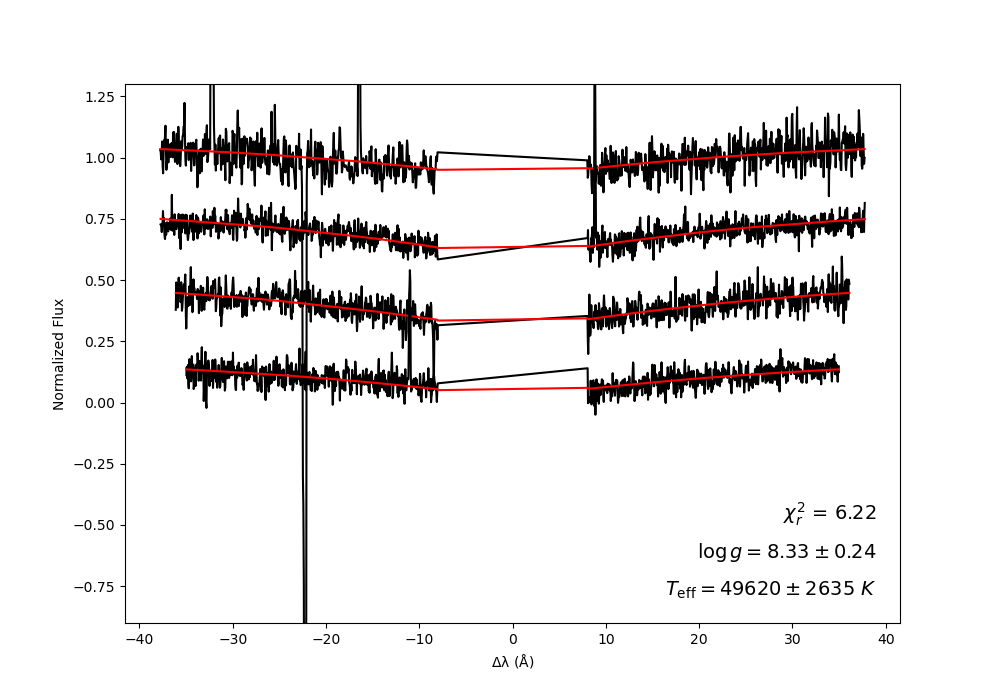 1.25
1.00
0.75
0.50
0.25
0.00
−0.25
−0.50
−0.75
Normalized Flux
χ²ᵣ = 6.22
log g = 8.33 ± 0.24
T_eff = 49620 ± 2635 K
−40 −30 −20 −10 0 10 20 30 40
Δλ (Å)